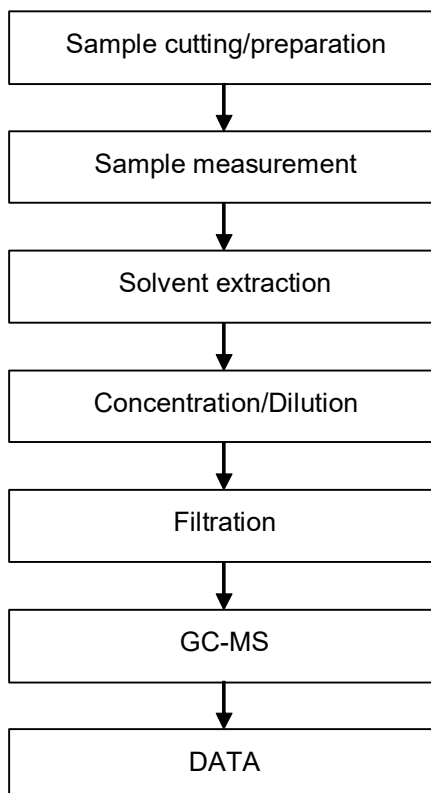 Sample cutting/preparation
Sample measurement
Solvent extraction
Concentration/Dilution
Filtration
GC-MS
DATA